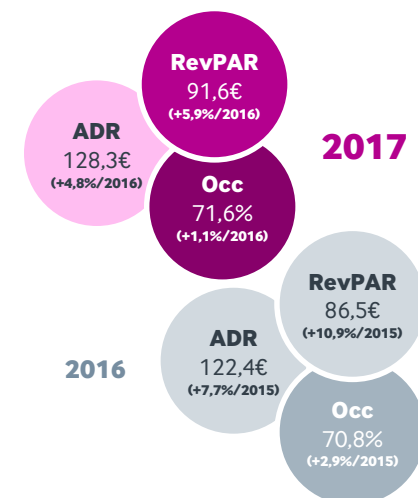 RevPAR
91,6€
(+5,9%/2016)
ADR
128,3€
(+4,8%/2016)
2017
Occ
71,6%
(+1,1%/2016)
RevPAR
86,5€
(+10,9%/2015)
ADR
122,4€
(+7,7%/2015)
2016
Occ
70,8%
(+2,9%/2015)